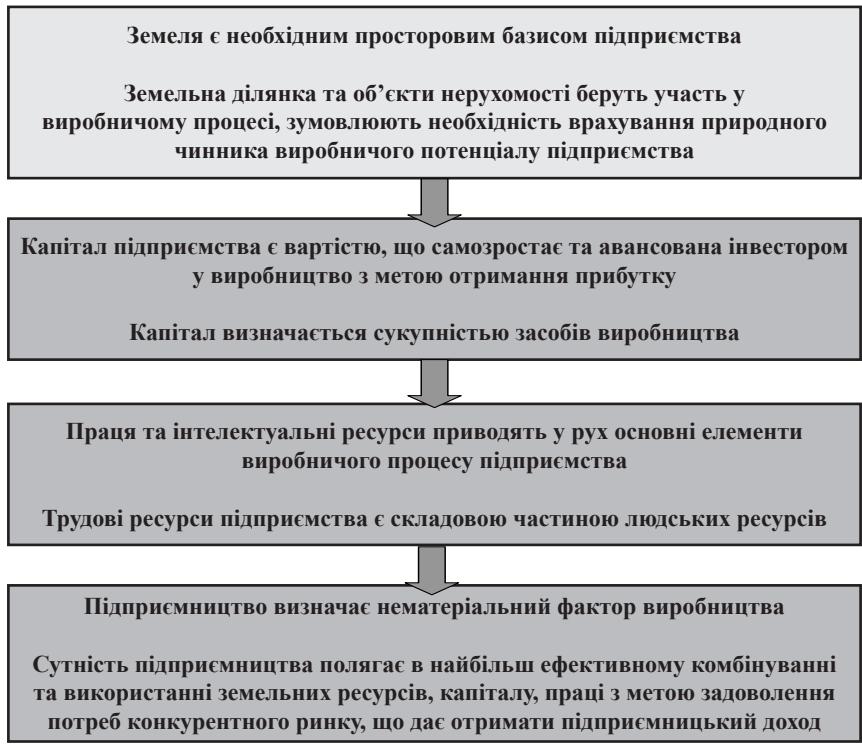 Земеля є необхідним просторовим базисом підприємства
Земельна ділянка та об’єкти нерухомості беруть участь у
виробничому процесі, зумовлюють необхідність врахування природного
чинника виробничого потенціалу підприємства
Капітал підприємства є вартістю, що самозростає та авансована інвестором
у виробництво з метою отримання прибутку
Капітал визначається сукупністю засобів виробництва
Праця та інтелектуальні ресурси приводять у рух основні елементи
виробничого процесу підприємства
Трудові ресурси підприємства є складовою частиною людських ресурсів
Підприємництво визначає нематеріальний фактор виробництва
Сутність підприємництва полягає в найбільш ефективному комбінуванні
та використанні земельних ресурсів, капіталу, праці з метою задоволення
потреб конкурентного ринку, що дає отримати підприємницький доход